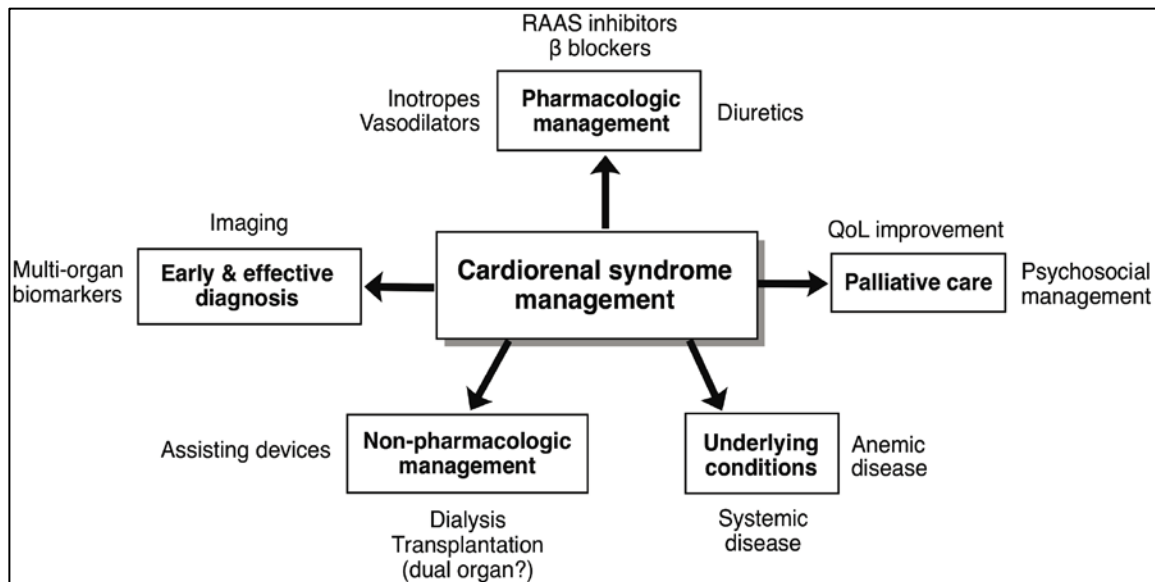 RAAS inhibitors
β blockers
Inotropes
Vasodilators
Pharmacologic
management
Diuretics
Imaging
Multi-organ
biomarkers
Early & effective
diagnosis
Cardiorenal syndrome
management
QoL improvement
Palliative care
Psychosocial
management
Assisting devices
Non-pharmacologic
management
Dialysis
Transplantation
(dual organ?)
Underlying
conditions
Anemic
disease
Systemic
disease